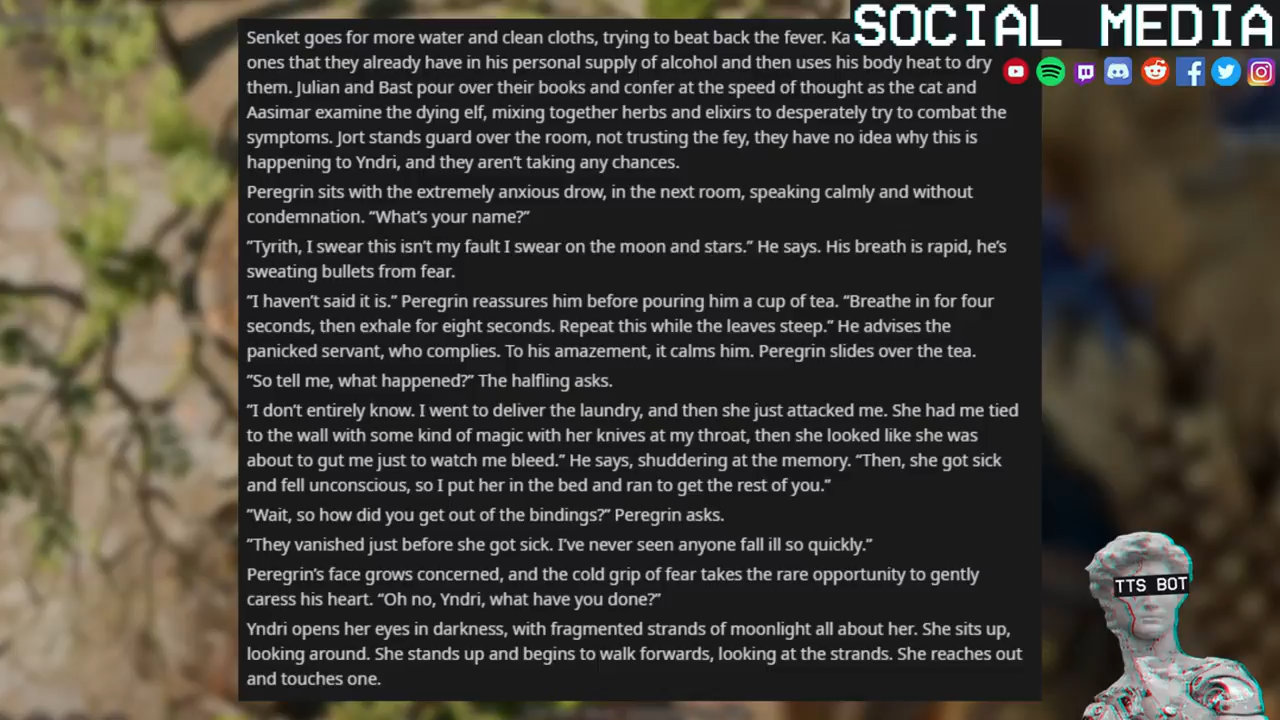 SOCIAL MEDIA
Senket goes for more water and clean cloths, trying to beat back the fever. Ka
ones that they already have in his personal supply of alcohol and then uses his body heat to dry
them. Julian and Bast pour over their books and confer at the speed of thought as the cat and
Aasimar examine the dying elf, mixing together herbs and elixirs to desperately try to combat the
symptoms. Jort stands guard over the room, not trusting the fey, they have no idea why this is
happening to Yndri, and they aren’t taking any chances.
Peregrin sits with the extremely anxious drow, in the next room, speaking calmly and without
condemnation. “What’s your name?”
“Tyrith, I swear this isn’t my fault I swear on the moon and stars.” He says. His breath is rapid, he’s
sweating bullets from fear.
“I haven’t said it is.” Peregrin reassures him before pouring him a cup of tea. “Breathe in for four
seconds, then exhale for eight seconds. Repeat this while the leaves steep.” He advises the
panicked servant, who complies. To his amazement, it calms him. Peregrin slides over the tea.
“So tell me, what happened?” The halfling asks.
“I don’t entirely know. I went to deliver the laundry, and then she just attacked me. She had me tied
to the wall with some kind of magic with her knives at my throat, then she looked like she was
about to gut me just to watch me bleed.” He says, shuddering at the memory. “Then, she got sick
and fell unconscious, so I put her in the bed and ran to get the rest of you.”
“Wait, so how did you get out of the bindings?” Peregrin asks.
“They vanished just before she got sick. I’ve never seen anyone fall ill so quickly.”
Peregrin’s face grows concerned, and the cold grip of fear takes the rare opportunity to gently
caress his heart. “Oh no, Yndri, what have you done?”
Yndri opens her eyes in darkness, with fragmented strands of moonlight all about her. She sits up,
looking around. She stands up and begins to walk forwards, looking at the strands. She reaches out
and touches one.
TTS BOT